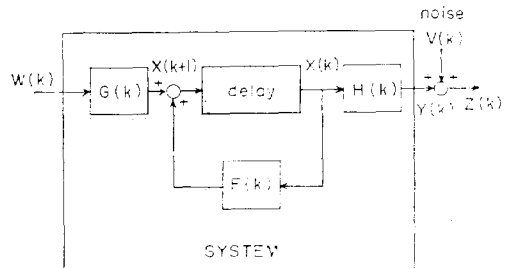 noise
V(k)
W(k)
G(k)
X(k+1)
+
+
delay
X(k)
H(k)
+
+
Y(k)
Z(k)
F(k)
SYSTEM